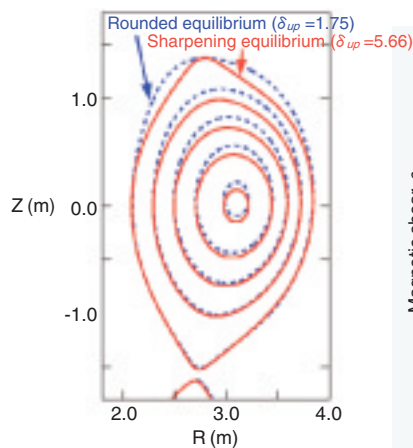 Rounded equilibrium (δup =1.75)
Sharpening equilibrium (δup =5.66)
1.0
Z (m) 0.0
-1.0
2.0 3.0 4.0
R (m)